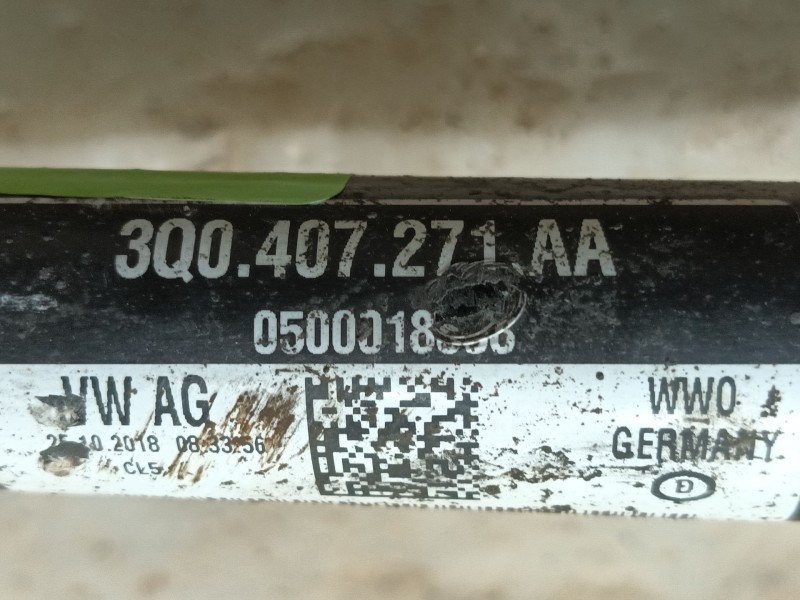 3Q0.407.271 AA
VW AG
25.10.2018 08:33:56
WWO
GERMANY
D